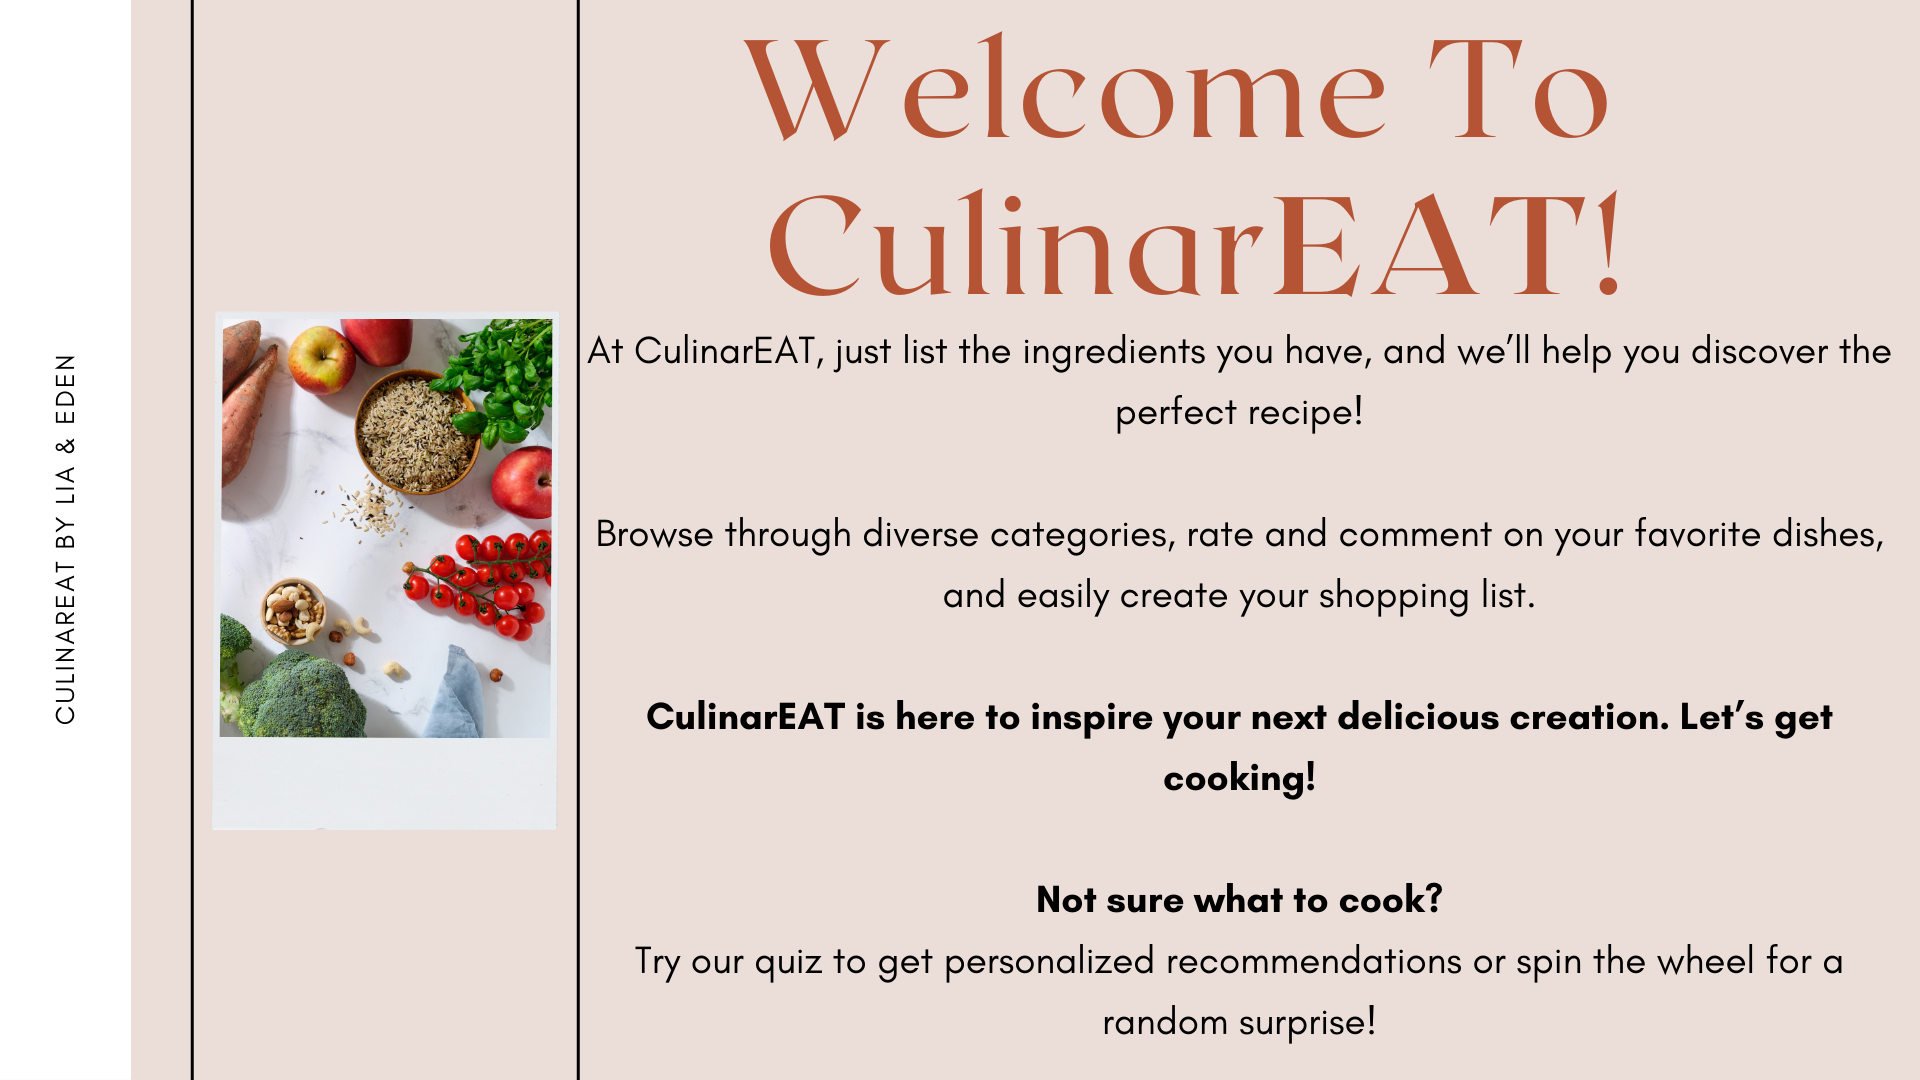 CULINAREAT BY LIA & EDEN
Welcome To
CulinarEAT!
At CulinarEAT, just list the ingredients you have, and we’ll help you discover the
perfect recipe!
Browse through diverse categories, rate and comment on your favorite dishes,
and easily create your shopping list.
CulinarEAT is here to inspire your next delicious creation. Let’s get
cooking!
Not sure what to cook?
Try our quiz to get personalized recommendations or spin the wheel for a
random surprise!